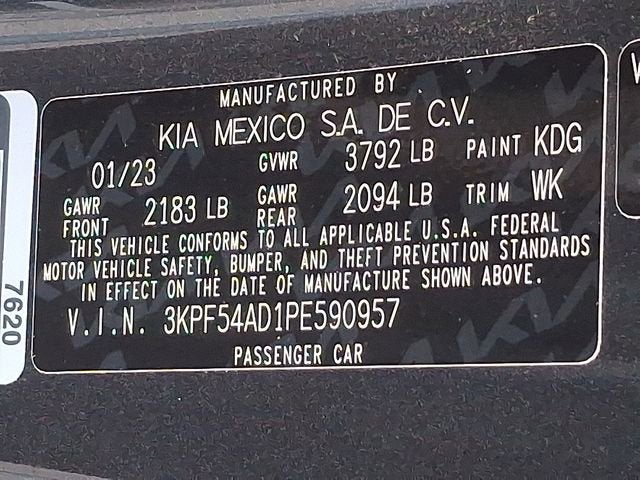 MANUFACTURED BY
KIA MEXICO S.A. DE C.V.
01/23 GVWR 3792 LB PAINT KDG
GAWR FRONT 2183 LB GAWR REAR 2094 LB TRIM WK
THIS VEHICLE CONFORMS TO ALL APPLICABLE U.S.A. FEDERAL
MOTOR VEHICLE SAFETY, BUMPER, AND THEFT PREVENTION STANDARDS
IN EFFECT ON THE DATE OF MANUFACTURE SHOWN ABOVE.
V.I.N. 3KPF54AD1PE590957
PASSENGER CAR
7620